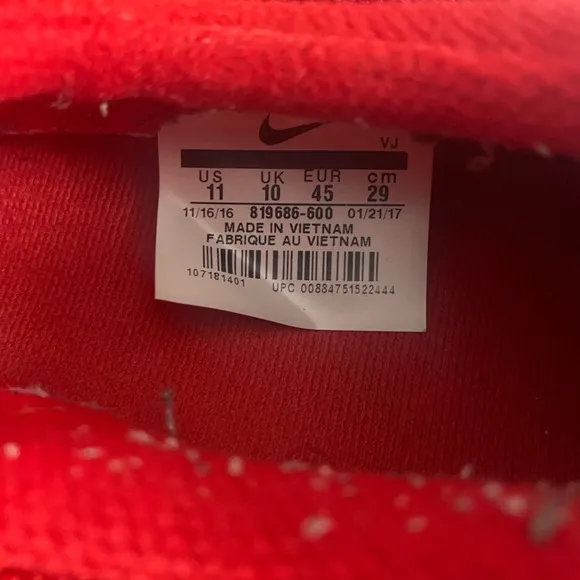 VJ
US UK EUR cm
11 10 45 29
11/16/16 819686-600 01/21/17
MADE IN VIETNAM
FABRIQUE AU VIETNAM
107181401
UPC 00884751522444